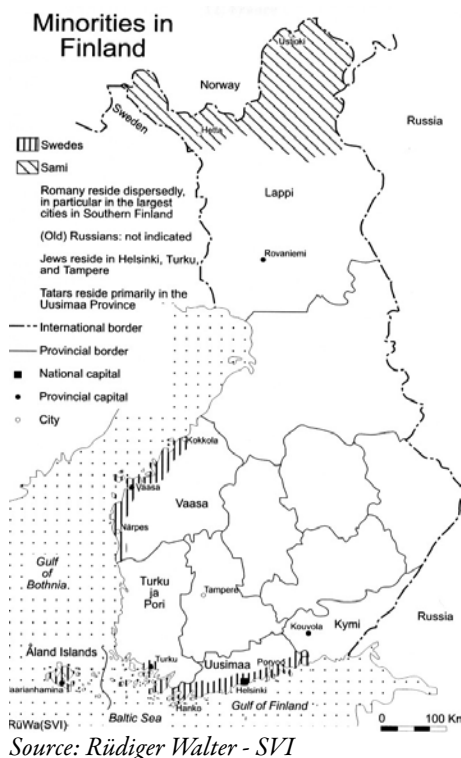 Minorities in
Finland
Utsjoki
Norway
Sweden
Russia
Hetta
Swedes
Sami
Lappi
Romany reside dispersedly,
in particular in the largest
cities in Southern Finland
(Old) Russians: not indicated
Rovaniemi
Jews reside in Helsinki, Turku,
and Tampere
Tatars reside primarily in the
Uusimaa Province
International border
Provincial border
National capital
Provincial capital
City
Kokkola
Vaasa
Vaasa
Närpes
Gulf
of
Bothnia
Turku
ja
Pori
Tampere
Kouvola
Kymi
Russia
Åland Islands
Turku
Uusimaa
Porvoo
aarianhamina
Helsinki
Hanko
Gulf of Finland
RüWa(SVI)
Baltic Sea
0
100 Km
Source: Rüdiger Walter - SVI